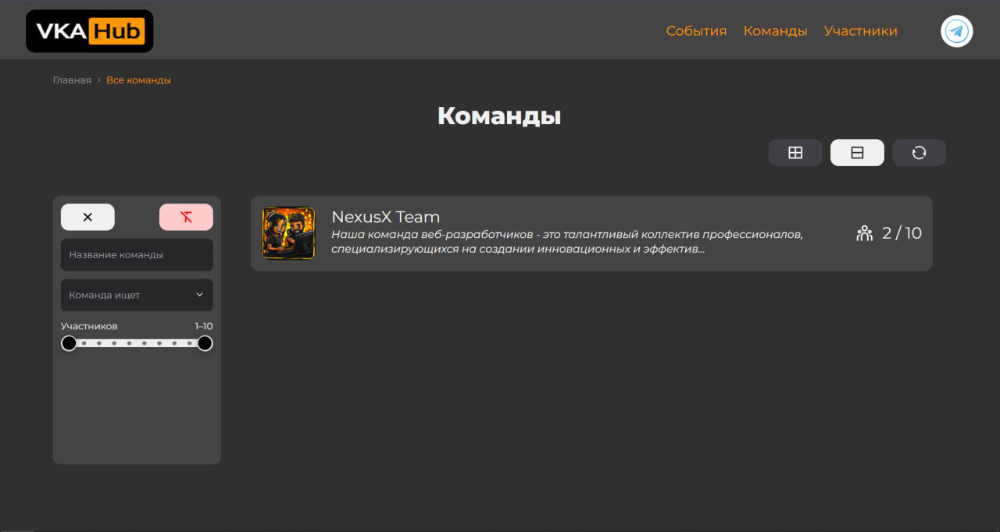 VKA Hub
События Команды Участники
Главная > Все команды
Команды
Название команды
Команда ищет
Участников 1–10
NexusX Team
Наша команда веб-разработчиков - это талантливый коллектив профессионалов,
специализирующихся на создании инновационных и эффектив...
2 / 10